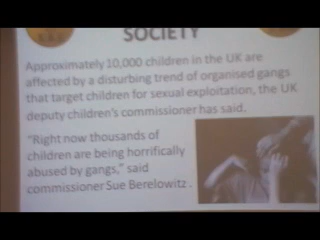 SOCIETY
Approximately 10,000 children in the UK are
affected by a disturbing trend of organised gangs
that target children for sexual exploitation, the UK
deputy children's commissioner has said.
"Right now thousands of
children are being horrifically
abused by gangs," said
commissioner Sue Berelowitz .